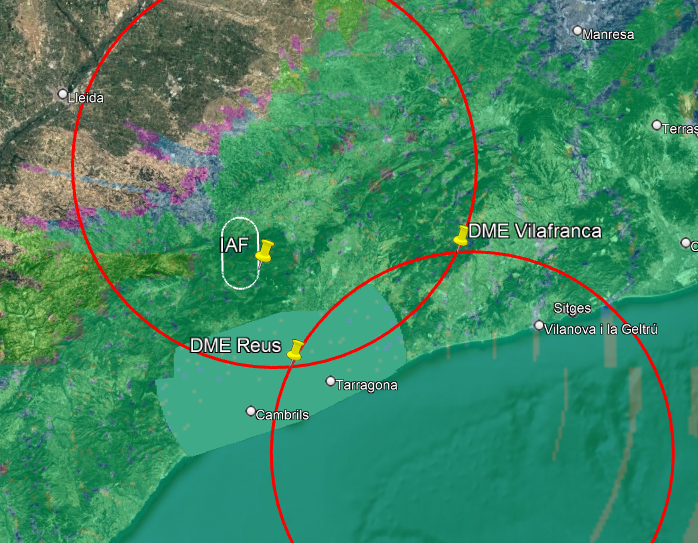 Manresa
Lleida
Terras
DME Vilafranca
IAF
Sitges
Vilanova i la Geltrú
DME Reus
Tarragona
Cambrils